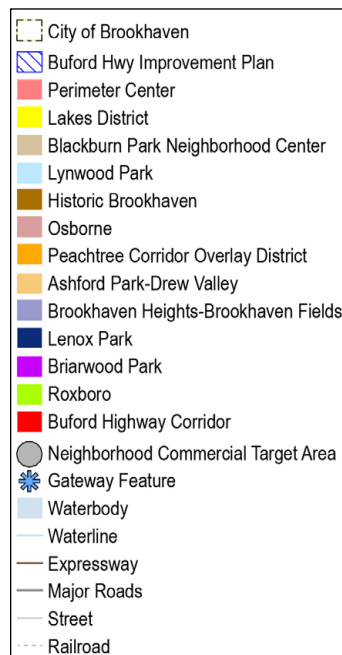 City of Brookhaven
Buford Hwy Improvement Plan
Perimeter Center
Lakes District
Blackburn Park Neighborhood Center
Lynwood Park
Historic Brookhaven
Osborne
Peachtree Corridor Overlay District
Ashford Park-Drew Valley
Brookhaven Heights-Brookhaven Fields
Lenox Park
Briarwood Park
Roxboro
Buford Highway Corridor
Neighborhood Commercial Target Area
Gateway Feature
Waterbody
Waterline
Expressway
Major Roads
Street
Railroad